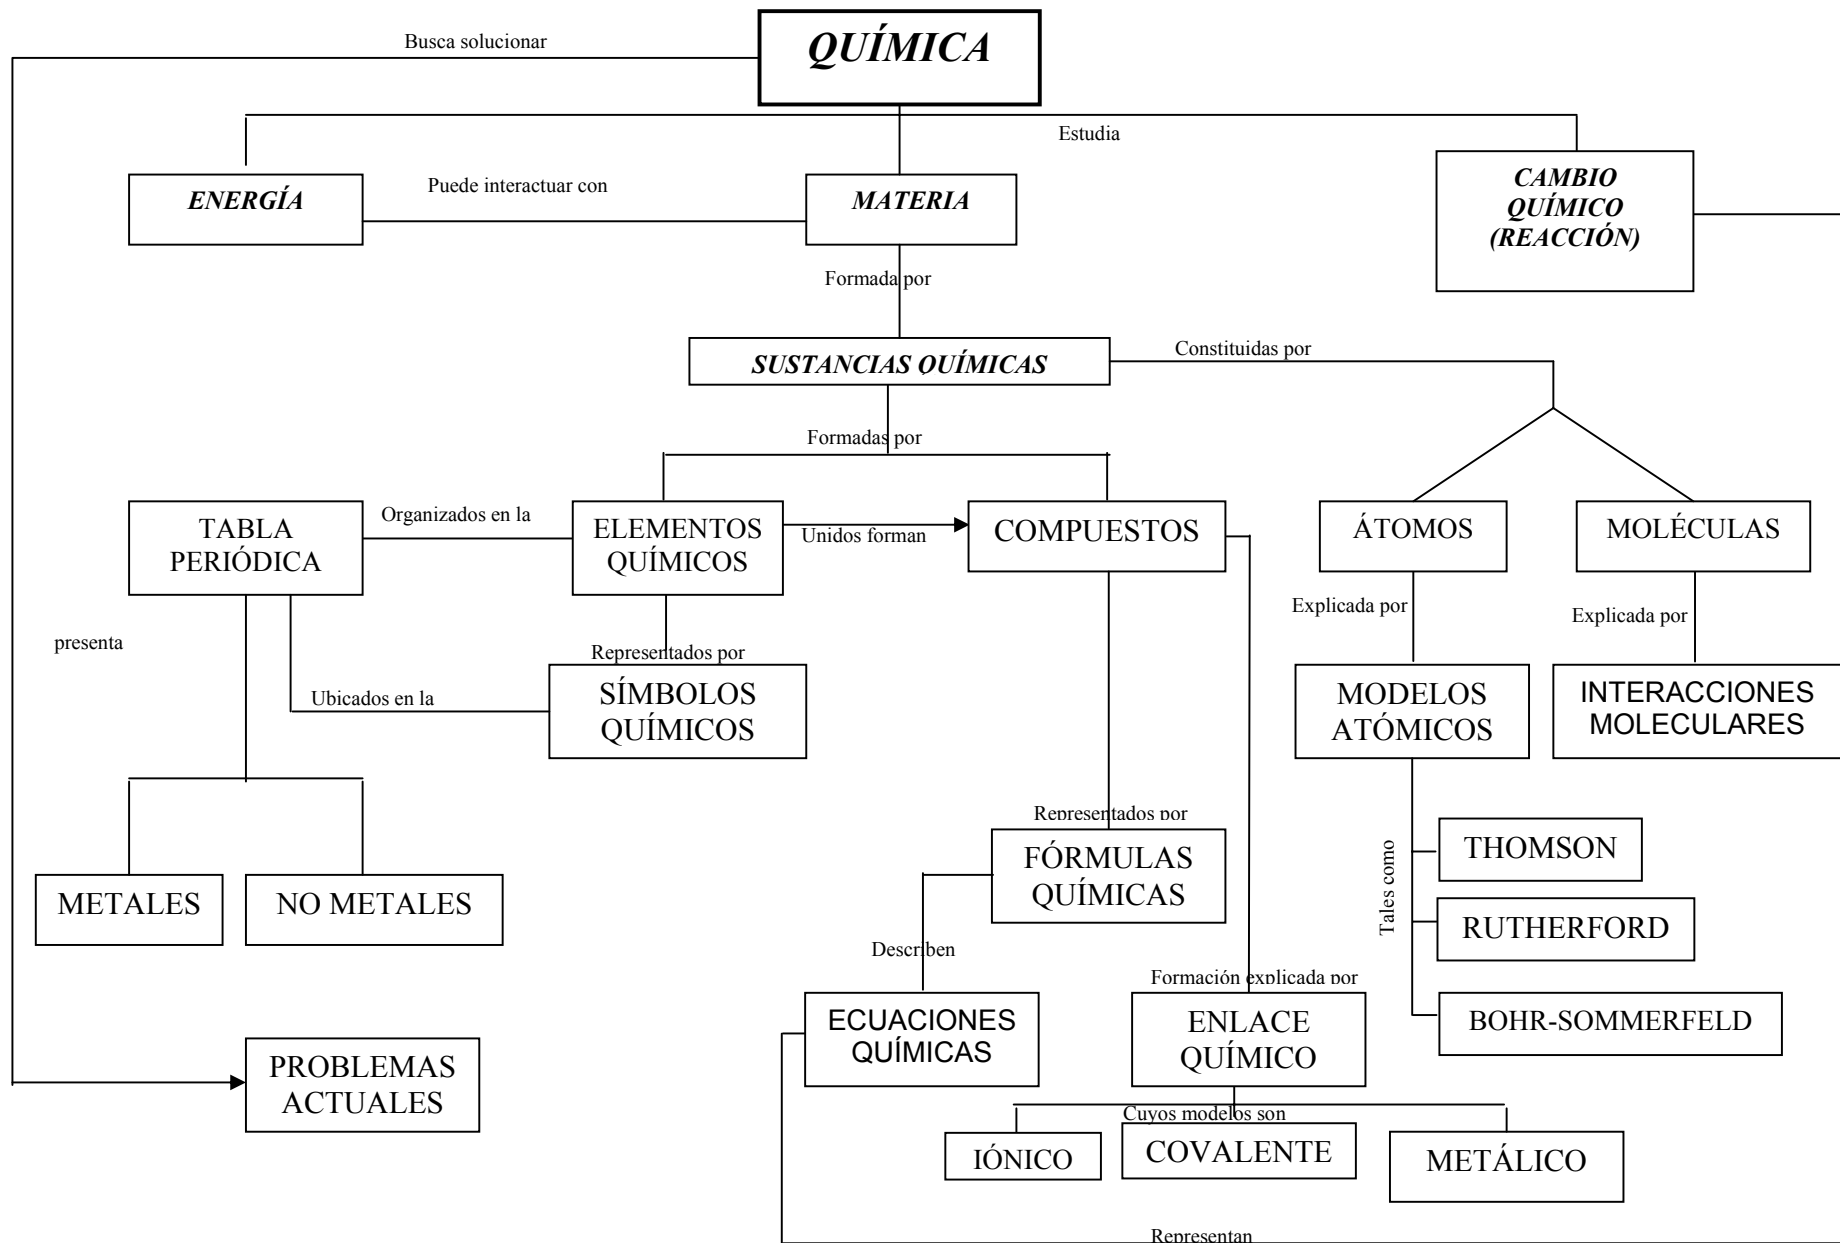 Busca solucionar
QUÍMICA
Estudia
ENERGÍA
Puede interactuar con
MATERIA
CAMBIO
QUÍMICO
(REACCIÓN)
Formada por
SUSTANCIAS QUÍMICAS
Constituidas por
Formadas por
TABLA
PERIÓDICA
Organizados en la
ELEMENTOS
QUÍMICOS
Unidos forman
COMPUESTOS
ÁTOMOS
MOLÉCULAS
Explicada por
Explicada por
presenta
Representados por
Ubicados en la
SÍMBOLOS
QUÍMICOS
MODELOS
ATÓMICOS
INTERACCIONES
MOLECULARES
Representados por
FÓRMULAS
QUÍMICAS
Tales como
THOMSON
RUTHERFORD
BOHR-SOMMERFELD
METALES
NO METALES
Describen
Formación explicada por
ECUACIONES
QUÍMICAS
ENLACE
QUÍMICO
PROBLEMAS
ACTUALES
Cuyos modelos son
IÓNICO
COVALENTE
METÁLICO
Representan